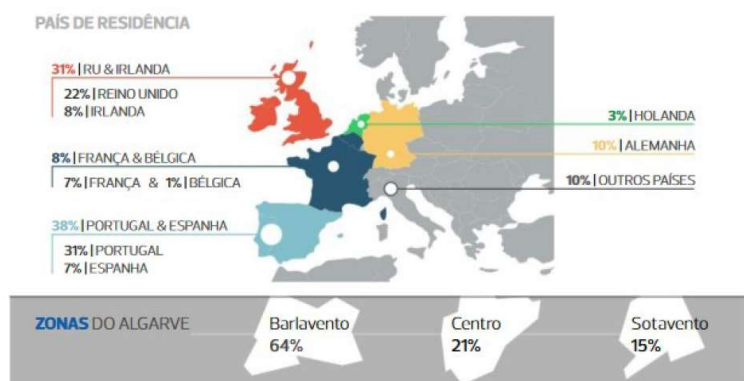 PAÍS DE RESIDÊNCIA
31% | RU & IRLANDA
22% | REINO UNIDO
8% | IRLANDA
8% | FRANÇA & BÉLGICA
7% | FRANÇA & 1% | BÉLGICA
38% | PORTUGAL & ESPANHA
31% | PORTUGAL
7% | ESPANHA
3% | HOLANDA
10% | ALEMANHA
10% | OUTROS PAÍSES
ZONAS DO ALGARVE
Barlavento
64%
Centro
21%
Sotavento
15%